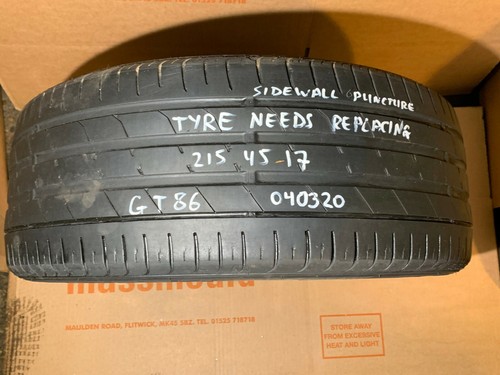 SIDEWALL PUNCTURE
TYRE NEEDS REPLACING
215 45-17
GT86 040320
MAULDEN ROAD, FLITWICK, MK45 5BZ. TEL. 01525 718718
STORE AWAY
FROM EXCESSIVE
HEAT AND LIGHT